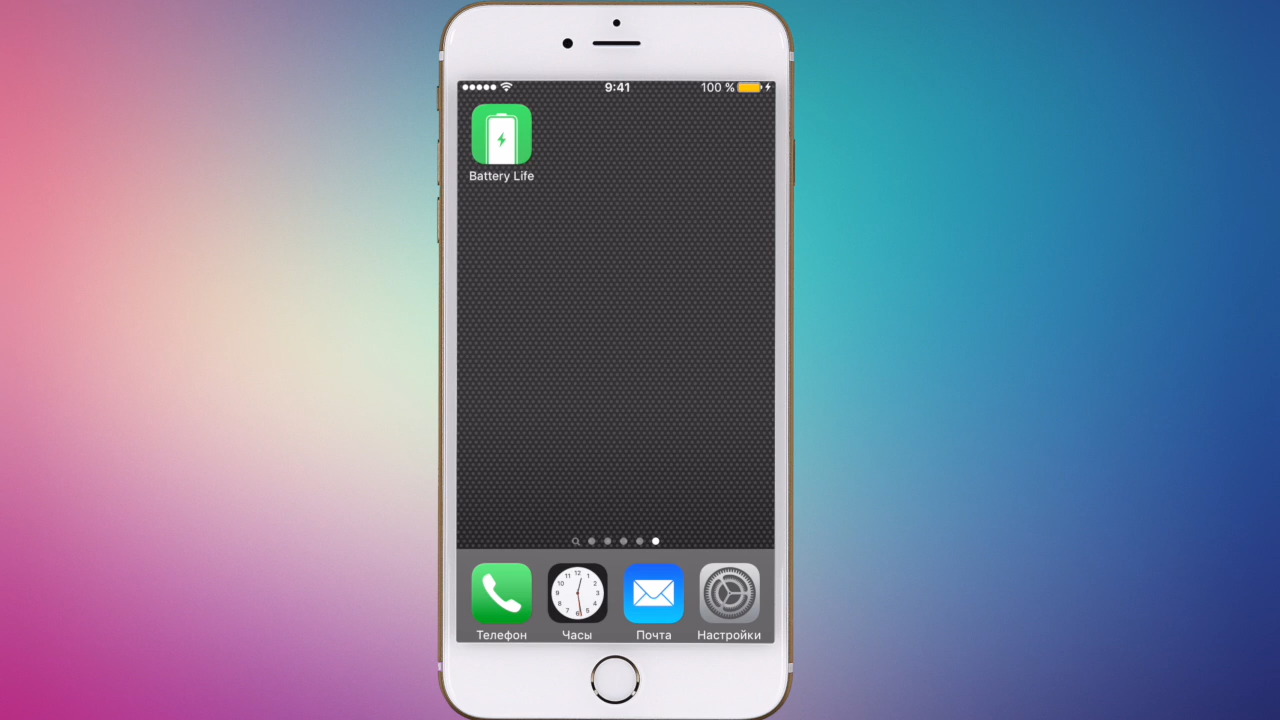 9:41
100 %
Battery Life
Телефон
Часы
Почта
Настройки